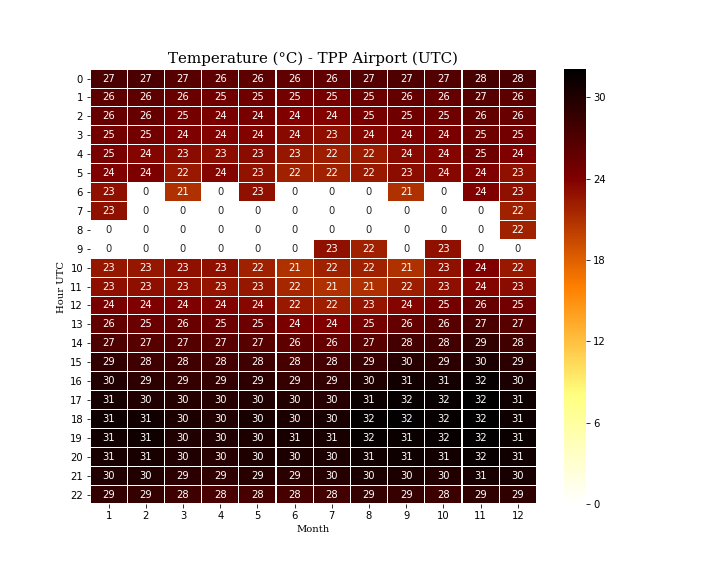 Temperature (°C) - TPP Airport (UTC)
0 27 27 27 26 26 26 26 27 27 27 28 28
1 26 26 26 25 25 25 25 25 26 26 27 26
2 26 26 25 24 24 24 24 25 25 25 26 26
3 25 25 24 24 24 24 23 24 24 24 25 25
4 25 24 23 23 23 23 22 22 23 24 25 24
5 24 24 22 24 23 22 22 22 23 24 24 23
6 23 0 21 0 23 0 0 0 21 0 24 23
7 23 0 0 0 0 0 0 0 0 0 0 22
8 0 0 0 0 0 0 0 0 0 0 0 22
9 0 0 0 0 0 0 23 22 0 23 0 0
10 23 23 23 23 22 21 22 22 21 23 24 22
11 23 23 23 23 23 22 21 21 22 23 24 23
12 24 24 24 24 24 22 22 23 24 25 26 25
13 26 25 26 25 25 24 24 25 26 26 27 27
14 27 27 27 27 27 26 26 27 28 28 29 28
15 29 28 28 28 28 28 28 29 30 29 30 29
16 30 29 29 29 29 29 29 30 31 31 32 30
17 31 30 30 30 30 30 30 31 32 32 32 31
18 31 31 30 30 30 30 30 32 32 32 32 31
19 31 31 30 30 30 31 31 32 31 32 32 31
20 31 31 30 30 30 30 30 31 31 31 32 31
21 30 30 29 29 29 29 30 30 30 30 31 30
22 29 29 28 28 28 28 28 29 29 28 29 29
1 2 3 4 5 6 7 8 9 10 11 12
Month
Hour UTC
30
24
18
12
6
0